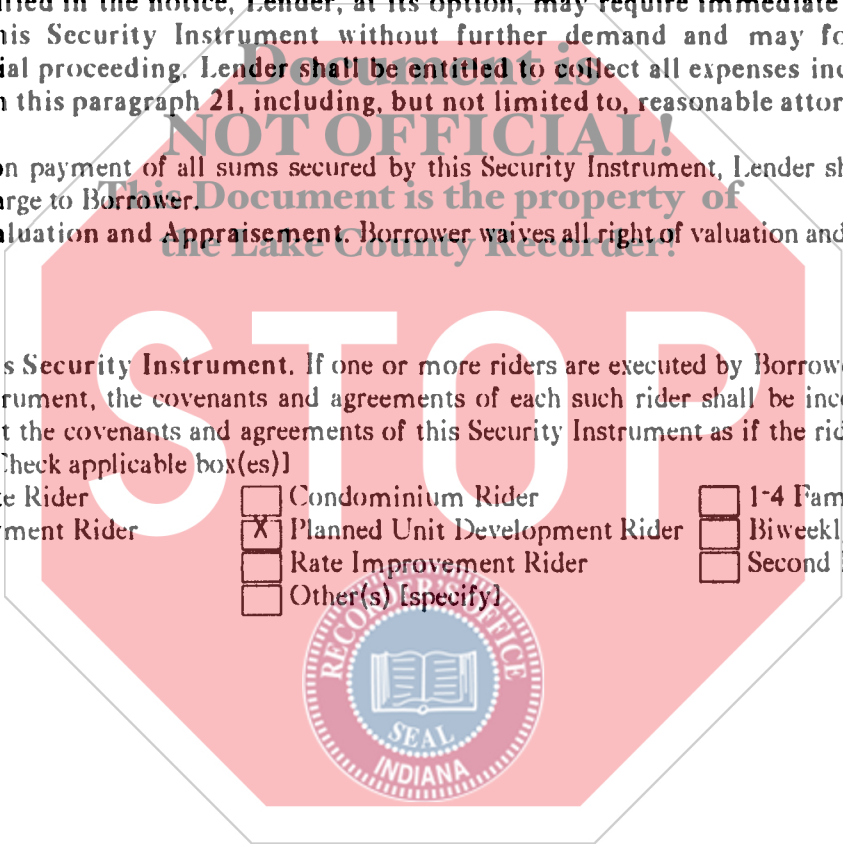 ified in the notice, Lender, at its option, may require immediate
his Security Instrument without further demand and may fo
Document is
ial proceeding. Lender shall be entitled to collect all expenses inc
n this paragraph 21, including, but not limited to, reasonable attor
NOT OFFICIAL!
on payment of all sums secured by this Security Instrument, Lender sh
This Document is the property of
arge to Borrower.
aluation and Appraisement. Borrower waives all right of valuation and
the Lake County Recorder!
STOP
s Security Instrument. If one or more riders are executed by Borrowe
rument, the covenants and agreements of each such rider shall be inco
t the covenants and agreements of this Security Instrument as if the rid
Check applicable box(es)]
te Rider
Condominium Rider
1-4 Fam
yment Rider
X Planned Unit Development Rider
Biweekl
Rate Improvement Rider
Second
Other(s) [specify]
RECORDER'S OFFICE
SEAL
INDIANA